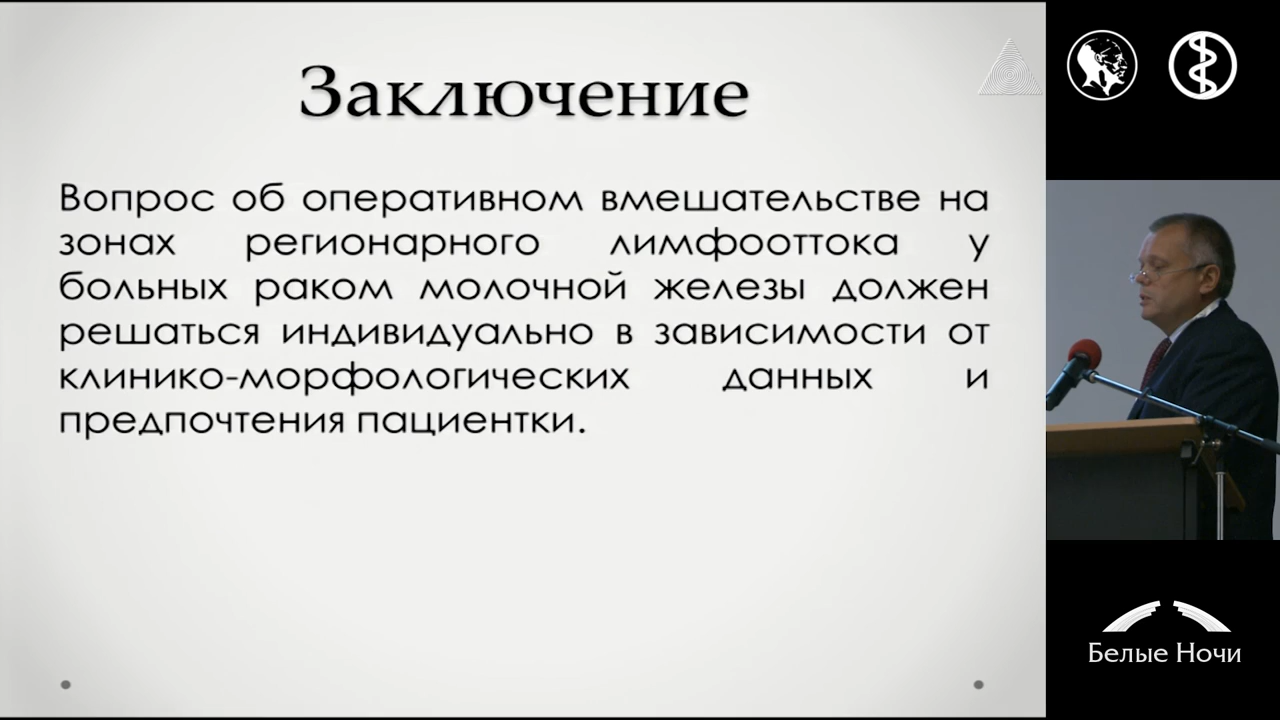 Заключение
Вопрос об оперативном вмешательстве на
зонах регионарного лимфооттока у
больных раком молочной железы должен
решаться индивидуально в зависимости от
клинико-морфологических данных и
предпочтения пациентки.
Белые Ночи